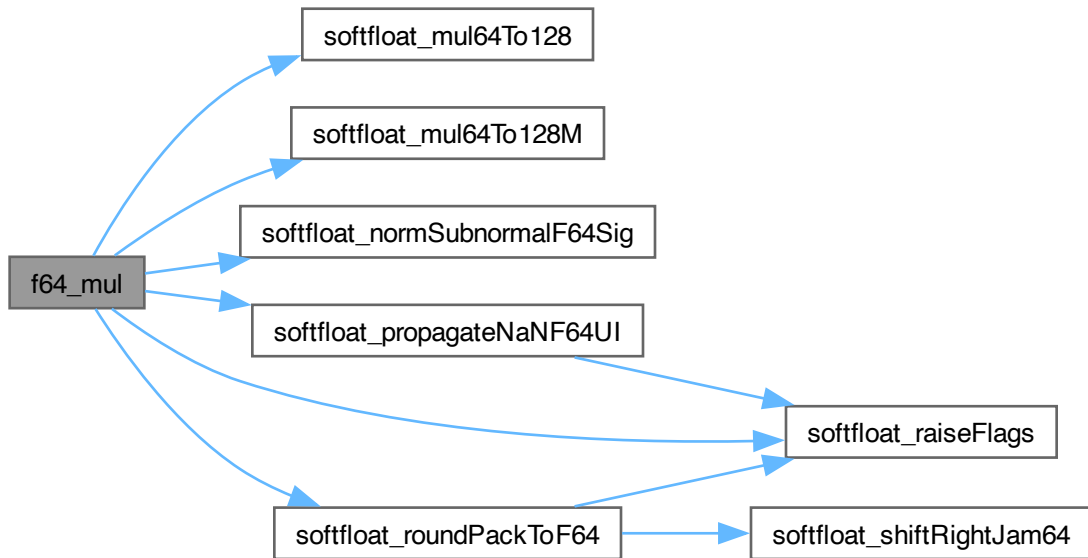 softfloat_mul64To128
softfloat_mul64To128M
softfloat_normSubnormalF64Sig
f64_mul
softfloat_propagateNaNF64UI
softfloat_raiseFlags
softfloat_roundPackToF64
softfloat_shiftRightJam64